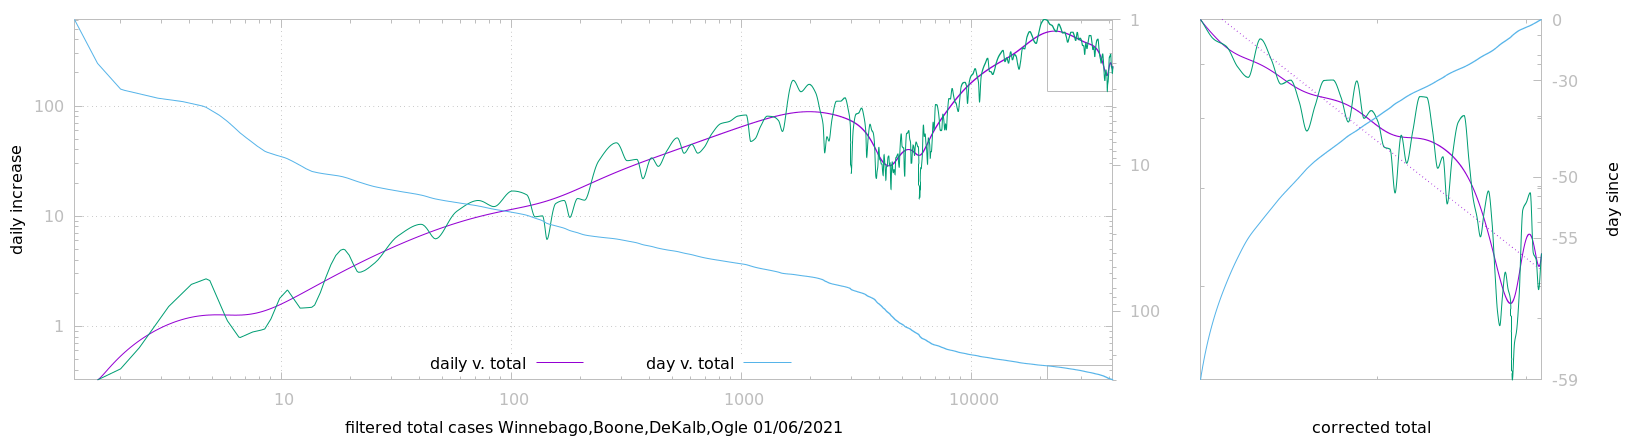 daily increase
100
10
1
10
100
1000
10000
1
10
100
daily v. total
day v. total
filtered total cases Winnebago,Boone,DeKalb,Ogle 01/06/2021
0
-30
-50
-55
-59
day since
corrected total